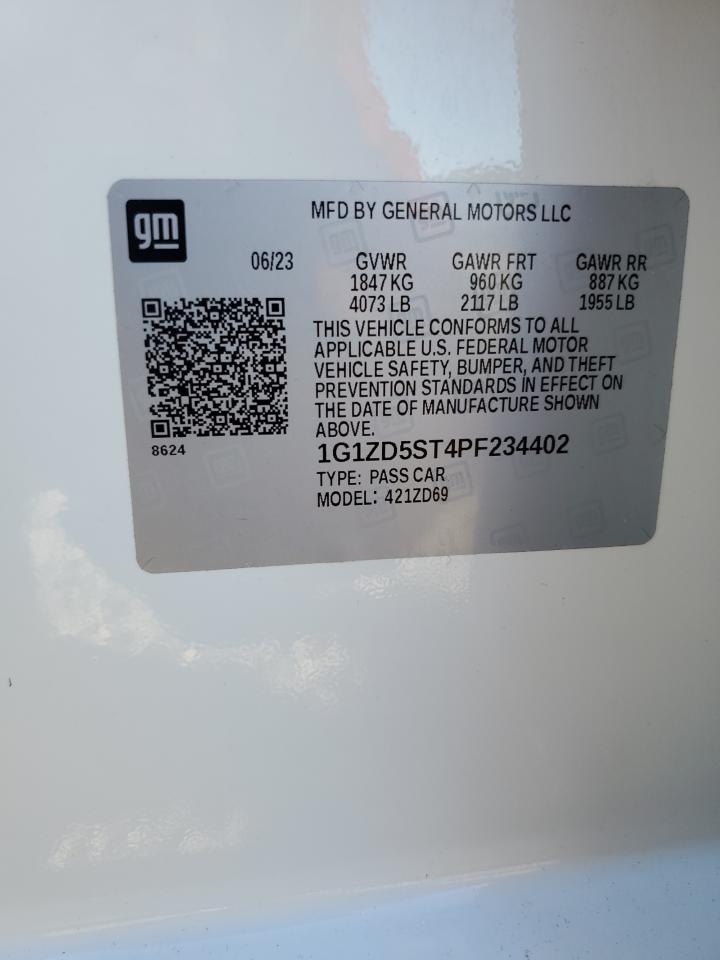 gm
MFD BY GENERAL MOTORS LLC
06/23 GVWR GAWR FRT GAWR RR
1847 KG 960 KG 887 KG
4073 LB 2117 LB 1955 LB
THIS VEHICLE CONFORMS TO ALL
APPLICABLE U.S. FEDERAL MOTOR
VEHICLE SAFETY, BUMPER, AND THEFT
PREVENTION STANDARDS IN EFFECT ON
THE DATE OF MANUFACTURE SHOWN
ABOVE.
8624
1G1ZD5ST4PF234402
TYPE: PASS CAR
MODEL: 421ZD69